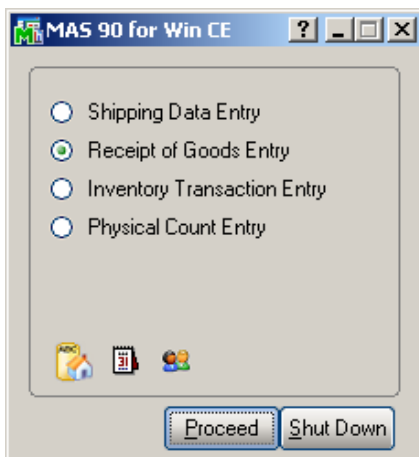 MAS 90 for Win CE
Shipping Data Entry
Receipt of Goods Entry
Inventory Transaction Entry
Physical Count Entry
31
Proceed
Shut Down